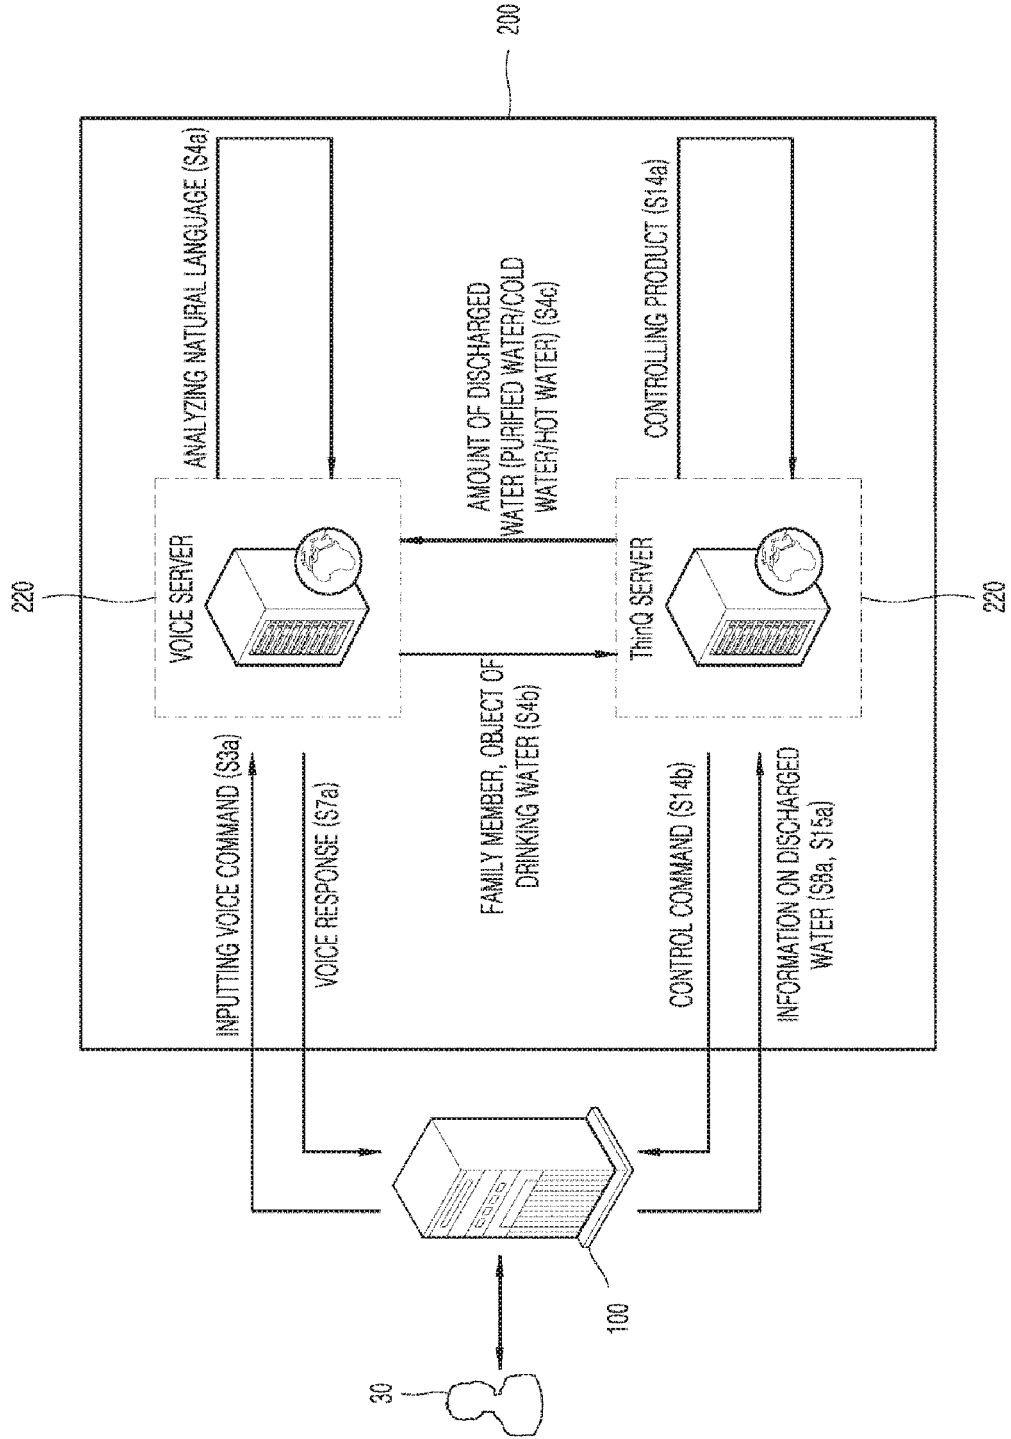 200
ANALYZING NATURAL LANGUAGE (S4a)
CONTROLLING PRODUCT (S14a)
AMOUNT OF DISCHARGED
WATER (PURIFIED WATER/COLD
WATER/HOT WATER) (S4c)
220
VOICE SERVER
ThinQ SERVER
220
FAMILY MEMBER, OBJECT OF
DRINKING WATER (S4b)
INPUTTING VOICE COMMAND (S3a)
VOICE RESPONSE (S7a)
CONTROL COMMAND (S14b)
INFORMATION ON DISCHARGED
WATER (S8a, S15a)
100
30